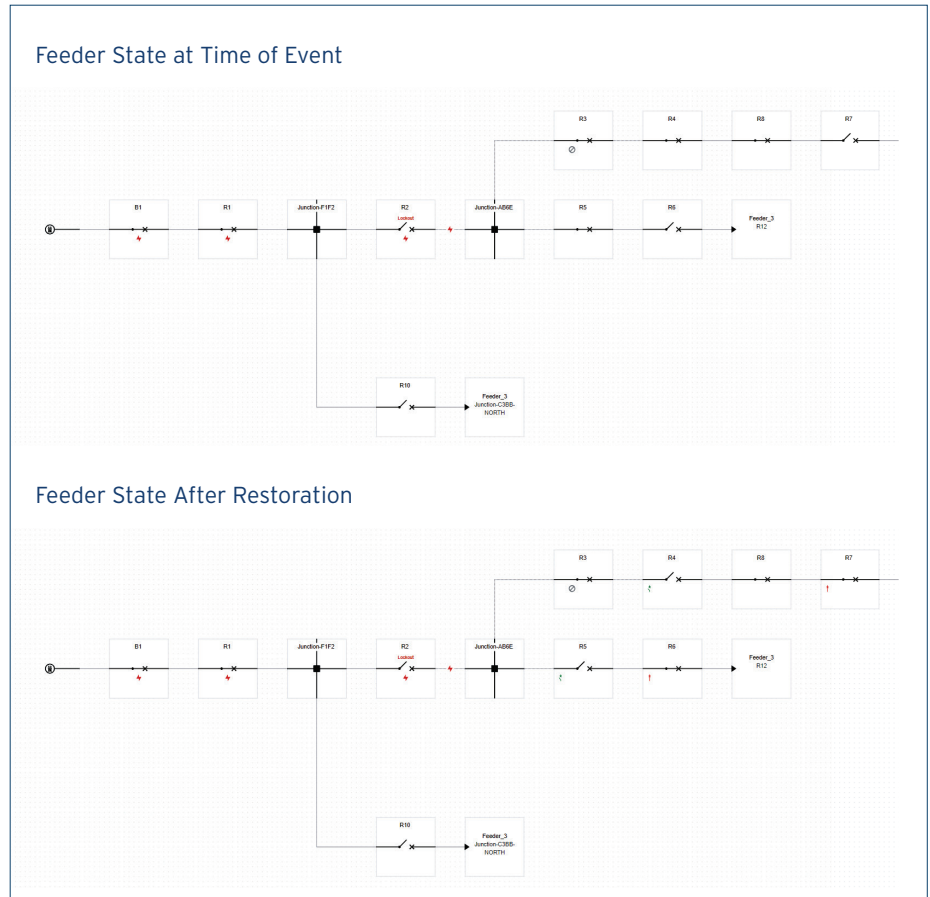 Feeder State at Time of Event
R3
R4
R8
R7
B1
R1
Junction-F1F2
R2
Lockout
Junction-AB6E
R5
R6
Feeder_3
R12
R10
Feeder_3
Junction-C3BB-
NORTH
Feeder State After Restoration
R3
R4
R8
R7
B1
R1
Junction-F1F2
R2
Lockout
Junction-AB6E
R5
R6
Feeder_3
R12
R10
Feeder_3
Junction-C3BB-
NORTH